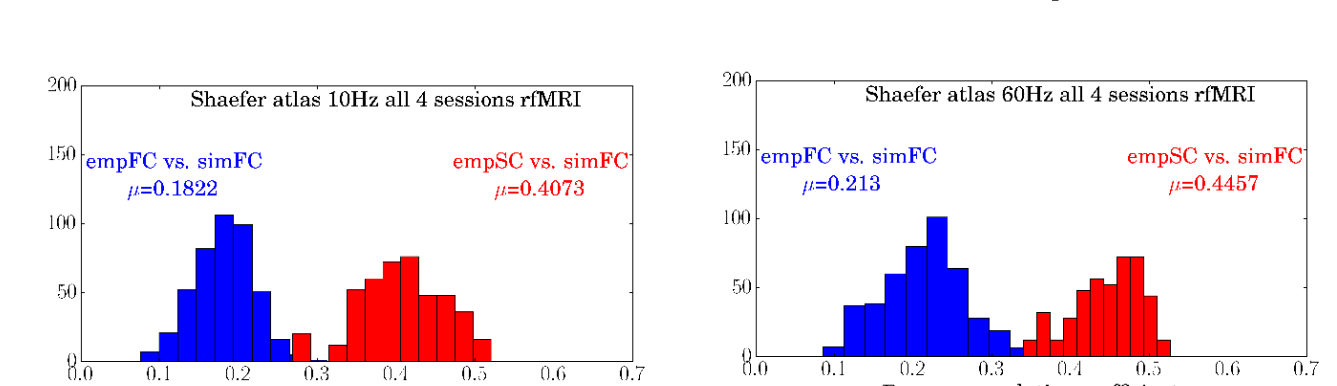 Shaefer atlas 10Hz all 4 sessions rfMRI
empFC vs. simFC
μ=0.1822
empSC vs. simFC
μ=0.4073
200
150
100
50
0
0.0 0.1 0.2 0.3 0.4 0.5 0.6 0.7
Shaefer atlas 60Hz all 4 sessions rfMRI
empFC vs. simFC
μ=0.213
empSC vs. simFC
μ=0.4457
200
150
100
50
0
0.0 0.1 0.2 0.3 0.4 0.5 0.6 0.7